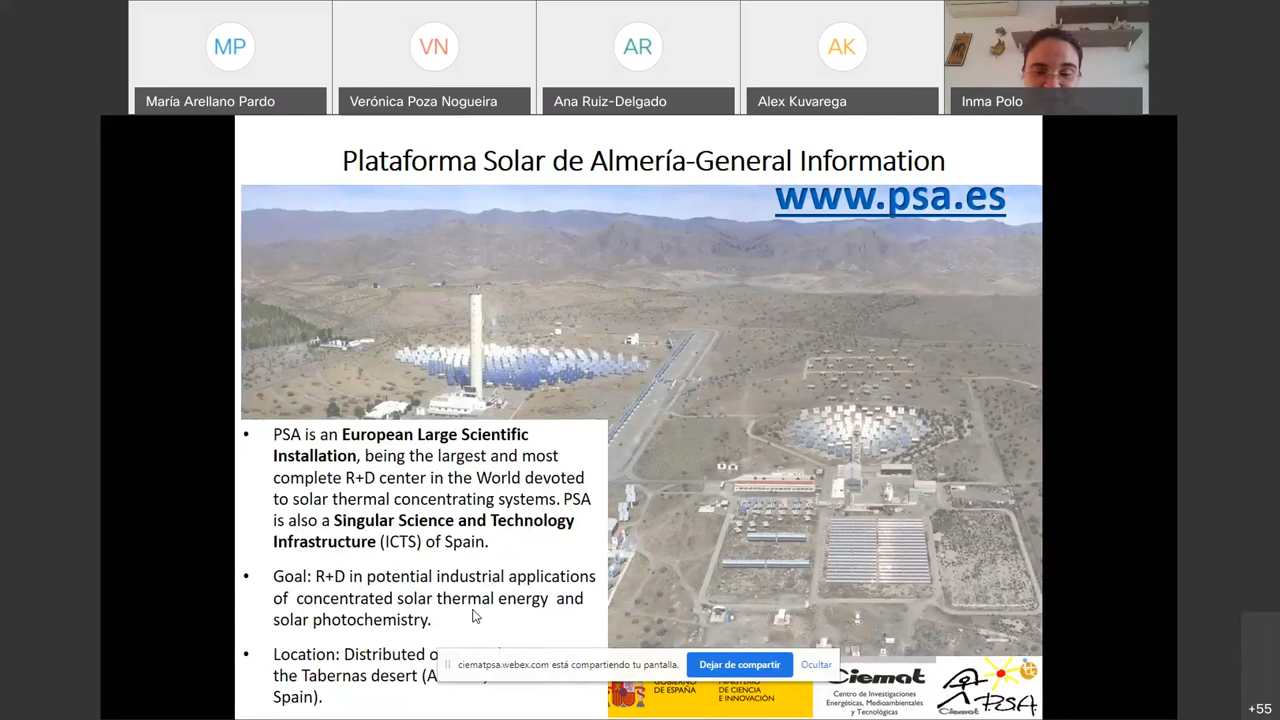 MP
VN
AR
AK
María Arellano Pardo
Verónica Poza Nogueira
Ana Ruiz-Delgado
Alex Kuvarega
Inma Polo
Plataforma Solar de Almería-General Information
www.psa.es
• PSA is an European Large Scientific
Installation, being the largest and most
complete R+D center in the World devoted
to solar thermal concentrating systems. PSA
is also a Singular Science and Technology
Infrastructure (ICTS) of Spain.
• Goal: R+D in potential industrial applications
of concentrated solar thermal energy and
solar photochemistry.
• Location: Distributed
the Tabernas desert
Spain).
ciematpsa.webex.com está compartiendo tu pantalla.
Dejar de compartir
Ocultar
GOBIERNO
DE ESPAÑA
MINISTERIO
DE CIENCIA
E INNOVACIÓN
Ciemat
Centro de Investigaciones
Energéticas, Medioambientales
y Tecnológicas
Ciemat
PSA
+55